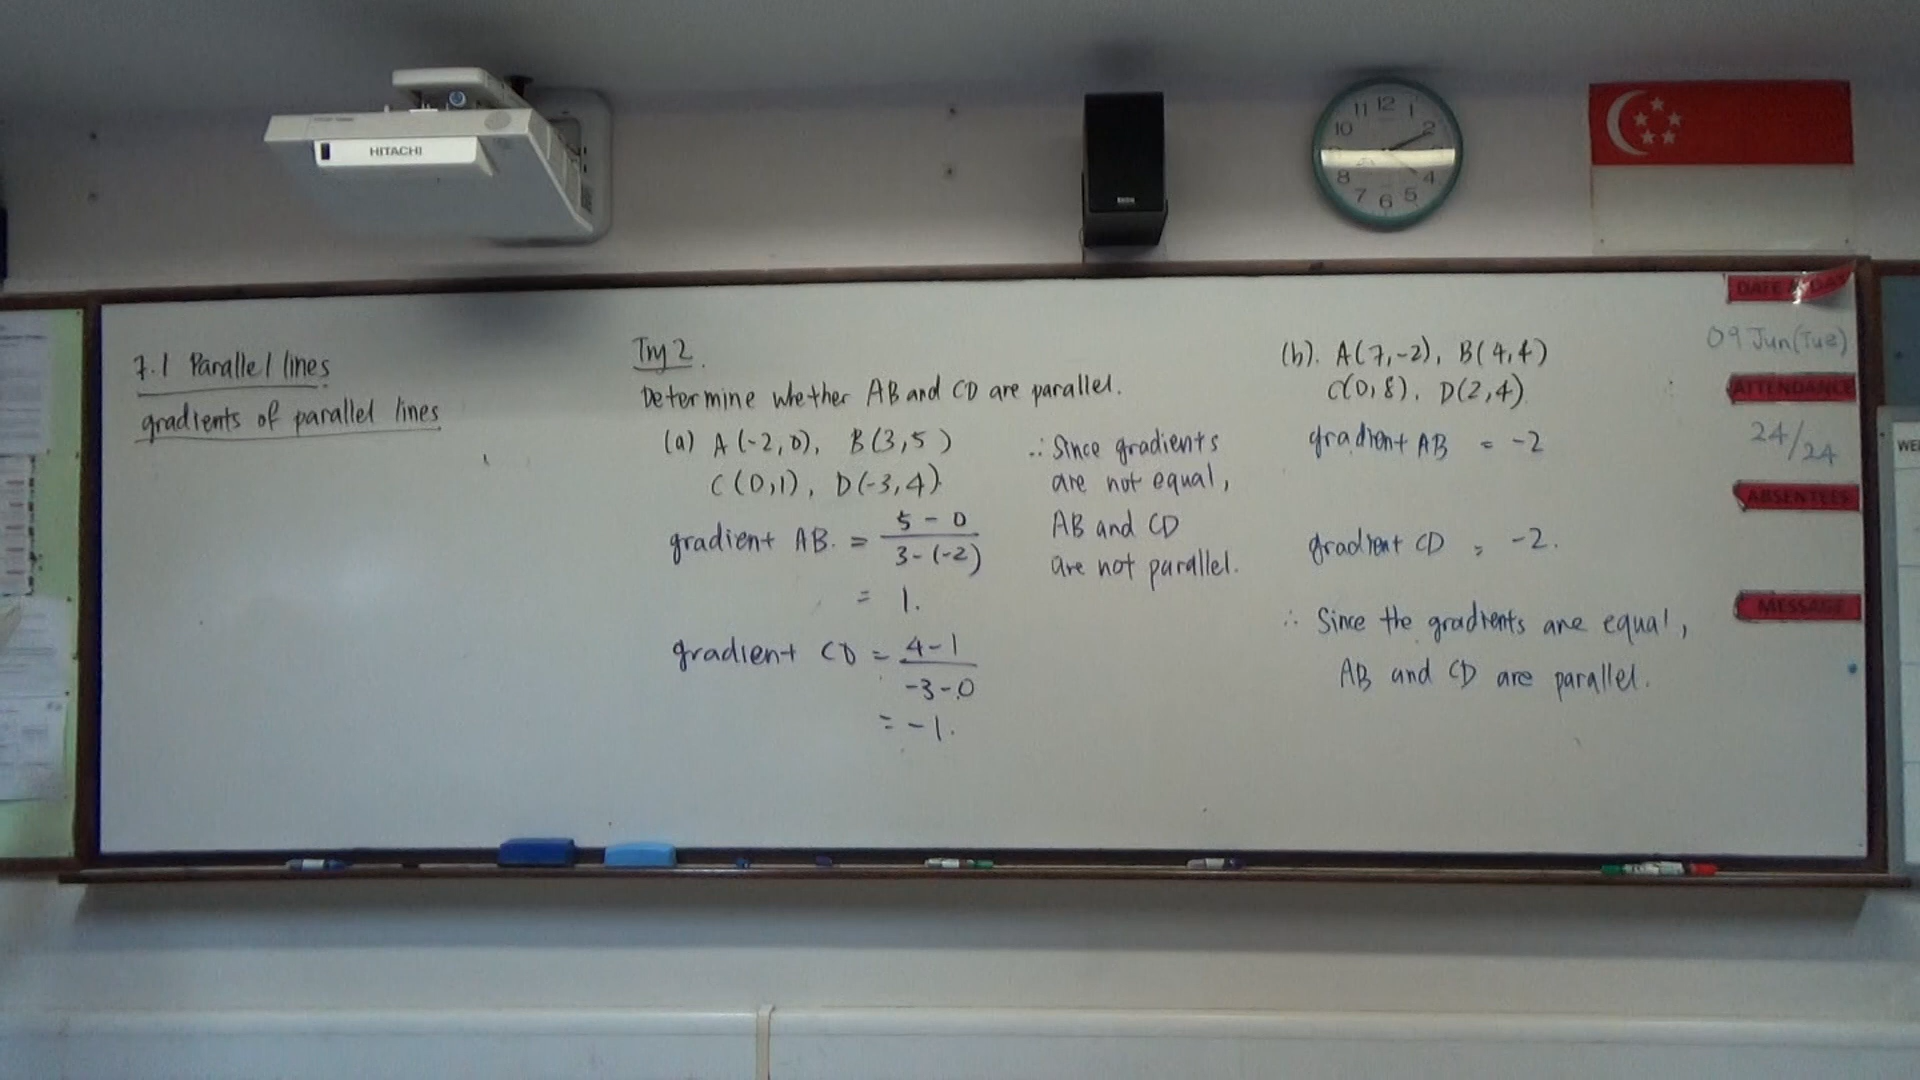 HITACHI
11 12 1
10 2
8 4
7 6 5
7.1 Parallel lines
gradients of parallel lines
Try 2.
Determine whether AB and CD are parallel.
(a) A(-2,0), B(3,5)
C(0,1), D(-3,4).
gradient AB. = 5 - 0 / 3-(-2)
= 1.
gradient CD = 4-1 / -3-0
= -1.
∴ Since gradients
are not equal,
AB and CD
are not parallel.
(b). A(7,-2), B(4,4)
C(0,8), D(2,4)
gradient AB = -2
gradient CD = -2.
∴ Since the gradients are equal,
AB and CD are parallel.
DATE & DAY
09 Jun(Tue)
ATTENDANCE
24/24
ABSENTEES
MESSAGE